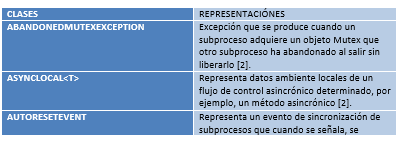 CLASES
REPRESENTACIÓNES
ABANDONEDMUTEXEXCEPTION
Excepción que se produce cuando un
subproceso adquiere un objeto Mutex que
otro subproceso ha abandonado al salir sin
liberarlo [2].
ASYNCLOCAL<T>
Representa datos ambiente locales de un
flujo de control asincrónico determinado, por
ejemplo, un método asincrónico [2].
AUTORESETEVENT
Representa un evento de sincronización de
subprocesos que cuando se señala, se